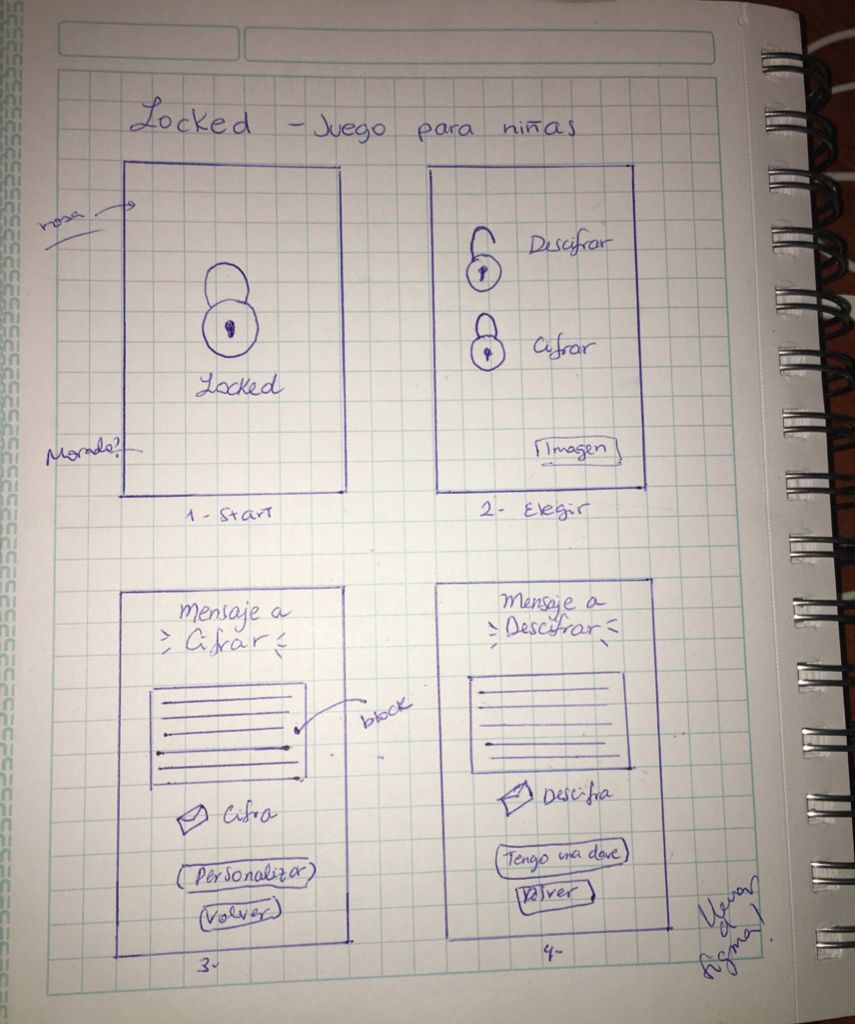 Locked - Juego para niñas
rosa
Locked
Morado?
1- Start
Descifrar
Cifrar
Imagen
2- Elegir
Mensaje a
Cifrar
block
Cifra
Personalizar
Volver
3-
Mensaje a
Descifrar
Descifra
Tengo una clave
Volver
4-
Llevar
a
figma!